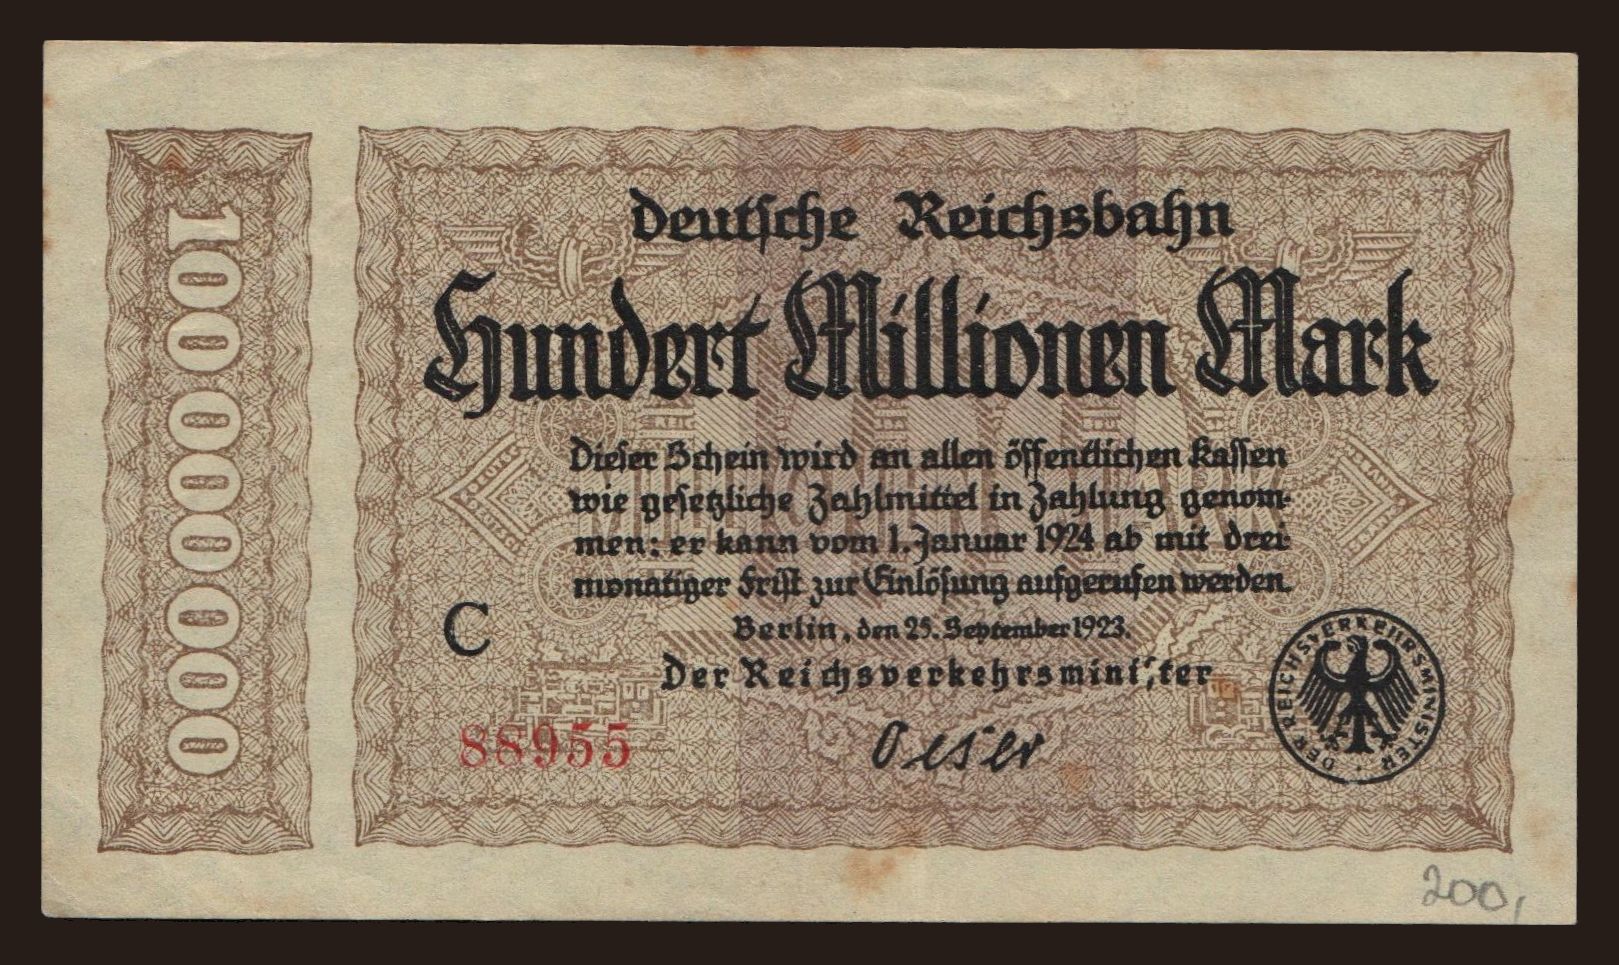 100000000
Deutsche Reichsbahn
Hundert Millionen Mark
Dieser Schein wird an allen öffentlichen Kassen
wie gesetzliche Zahlmittel in Zahlung genom-
men: er kann vom 1. Januar 1924 ab mit drei-
monatiger Frist zur Einlösung aufgerufen werden.
C
Berlin, den 25. September 1923.
Der Reichsverkehrsminister
88955
Oeser
DER REICHSVERKEHRSMINISTER
200,